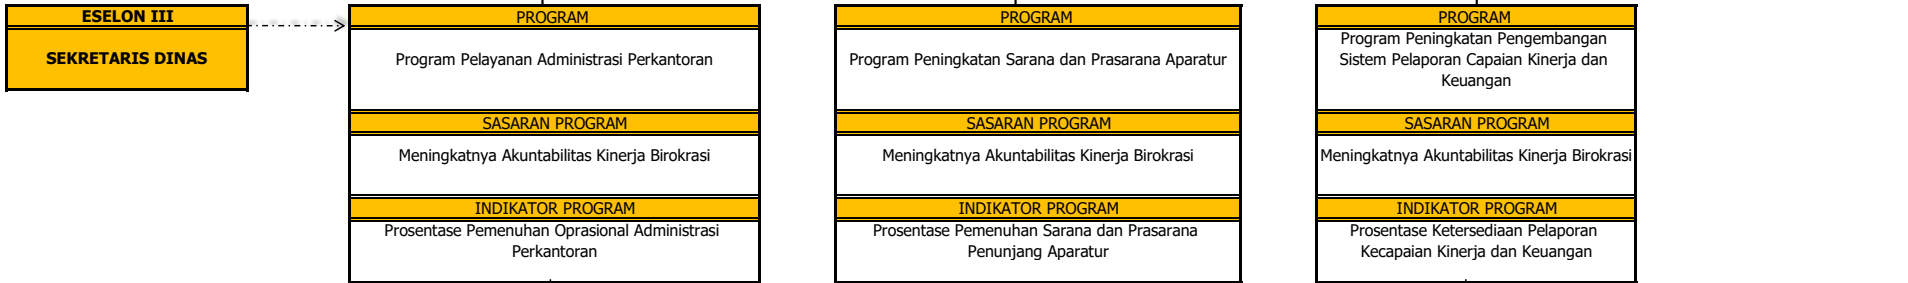 ESELON III
SEKRETARIS DINAS
PROGRAM
Program Pelayanan Administrasi Perkantoran
SASARAN PROGRAM
Meningkatnya Akuntabilitas Kinerja Birokrasi
INDIKATOR PROGRAM
Prosentase Pemenuhan Oprasional Administrasi
Perkantoran
PROGRAM
Program Peningkatan Sarana dan Prasarana Aparatur
SASARAN PROGRAM
Meningkatnya Akuntabilitas Kinerja Birokrasi
INDIKATOR PROGRAM
Prosentase Pemenuhan Sarana dan Prasarana
Penunjang Aparatur
PROGRAM
Program Peningkatan Pengembangan
Sistem Pelaporan Capaian Kinerja dan
Keuangan
SASARAN PROGRAM
Meningkatnya Akuntabilitas Kinerja Birokrasi
INDIKATOR PROGRAM
Prosentase Ketersediaan Pelaporan
Kecapaian Kinerja dan Keuangan